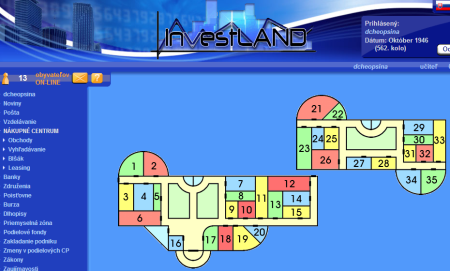 InvestLAND
Prihlásený:
dcheopsina
Dátum: Október 1946
(562. kolo)
dcheopsina
učiteľ
13
obyvateľov
ON LINE
?
dcheopsina
Noviny
Pošta
Vzdelávanie
NÁKUPNÉ CENTRUM
Obchody
Vyhľadávanie
Blšák
Leasing
Banky
Združenia
Poisťovne
Burza
Dlhopisy
Priemyselná zóna
Podielové fondy
Zakladanie podniku
Zmeny v podielových CP
Zákony
Zaujímavosti
21
22
23
24
25
26
27
28
29
30
31
32
33
34
35
1
2
3
4
5
6
7
8
9
10
11
12
13
14
15
16
17
18
19
20